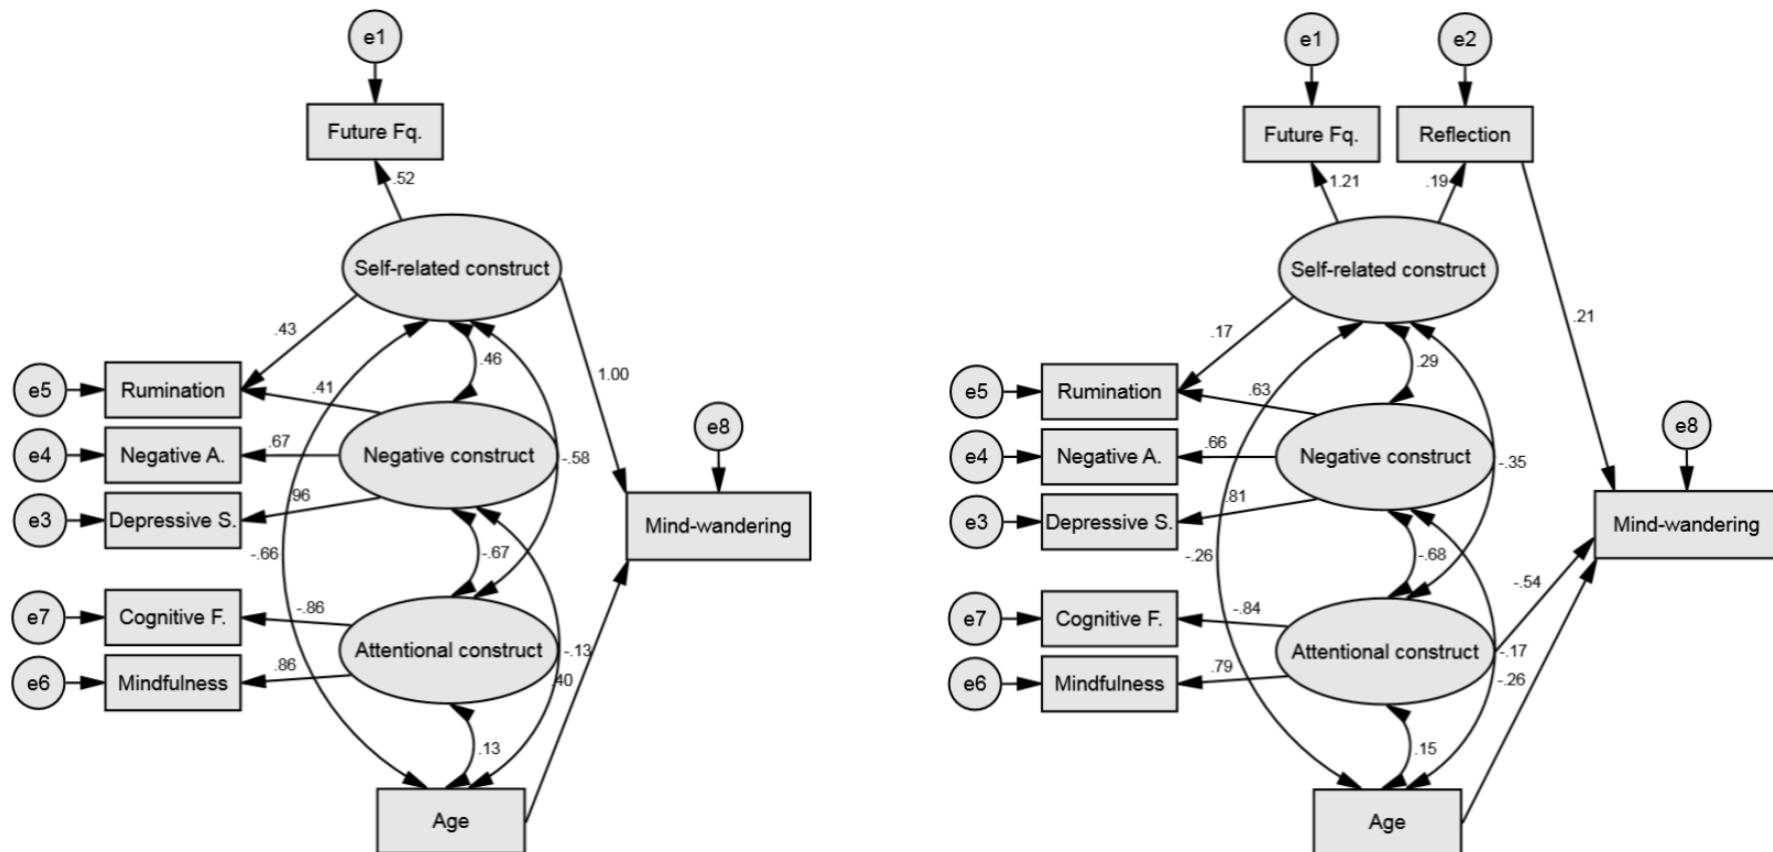 e1
Future Fq.
.52
Self-related construct
.43
.46
1.00
e5
Rumination
.41
e4
Negative A.
.67
Negative construct
-.58
e8
e3
Depressive S.
.96
-.66
-.67
Mind-wandering
e7
Cognitive F.
-.86
Attentional construct
-.13
e6
Mindfulness
.86
.40
.13
Age
e1
e2
Future Fq.
Reflection
1.21
.19
Self-related construct
.17
.29
.21
e5
Rumination
.63
e4
Negative A.
.66
Negative construct
-.35
e8
e3
Depressive S.
.81
-.26
-.68
Mind-wandering
-.54
e7
Cognitive F.
-.84
Attentional construct
-.17
e6
Mindfulness
.79
-.26
.15
Age